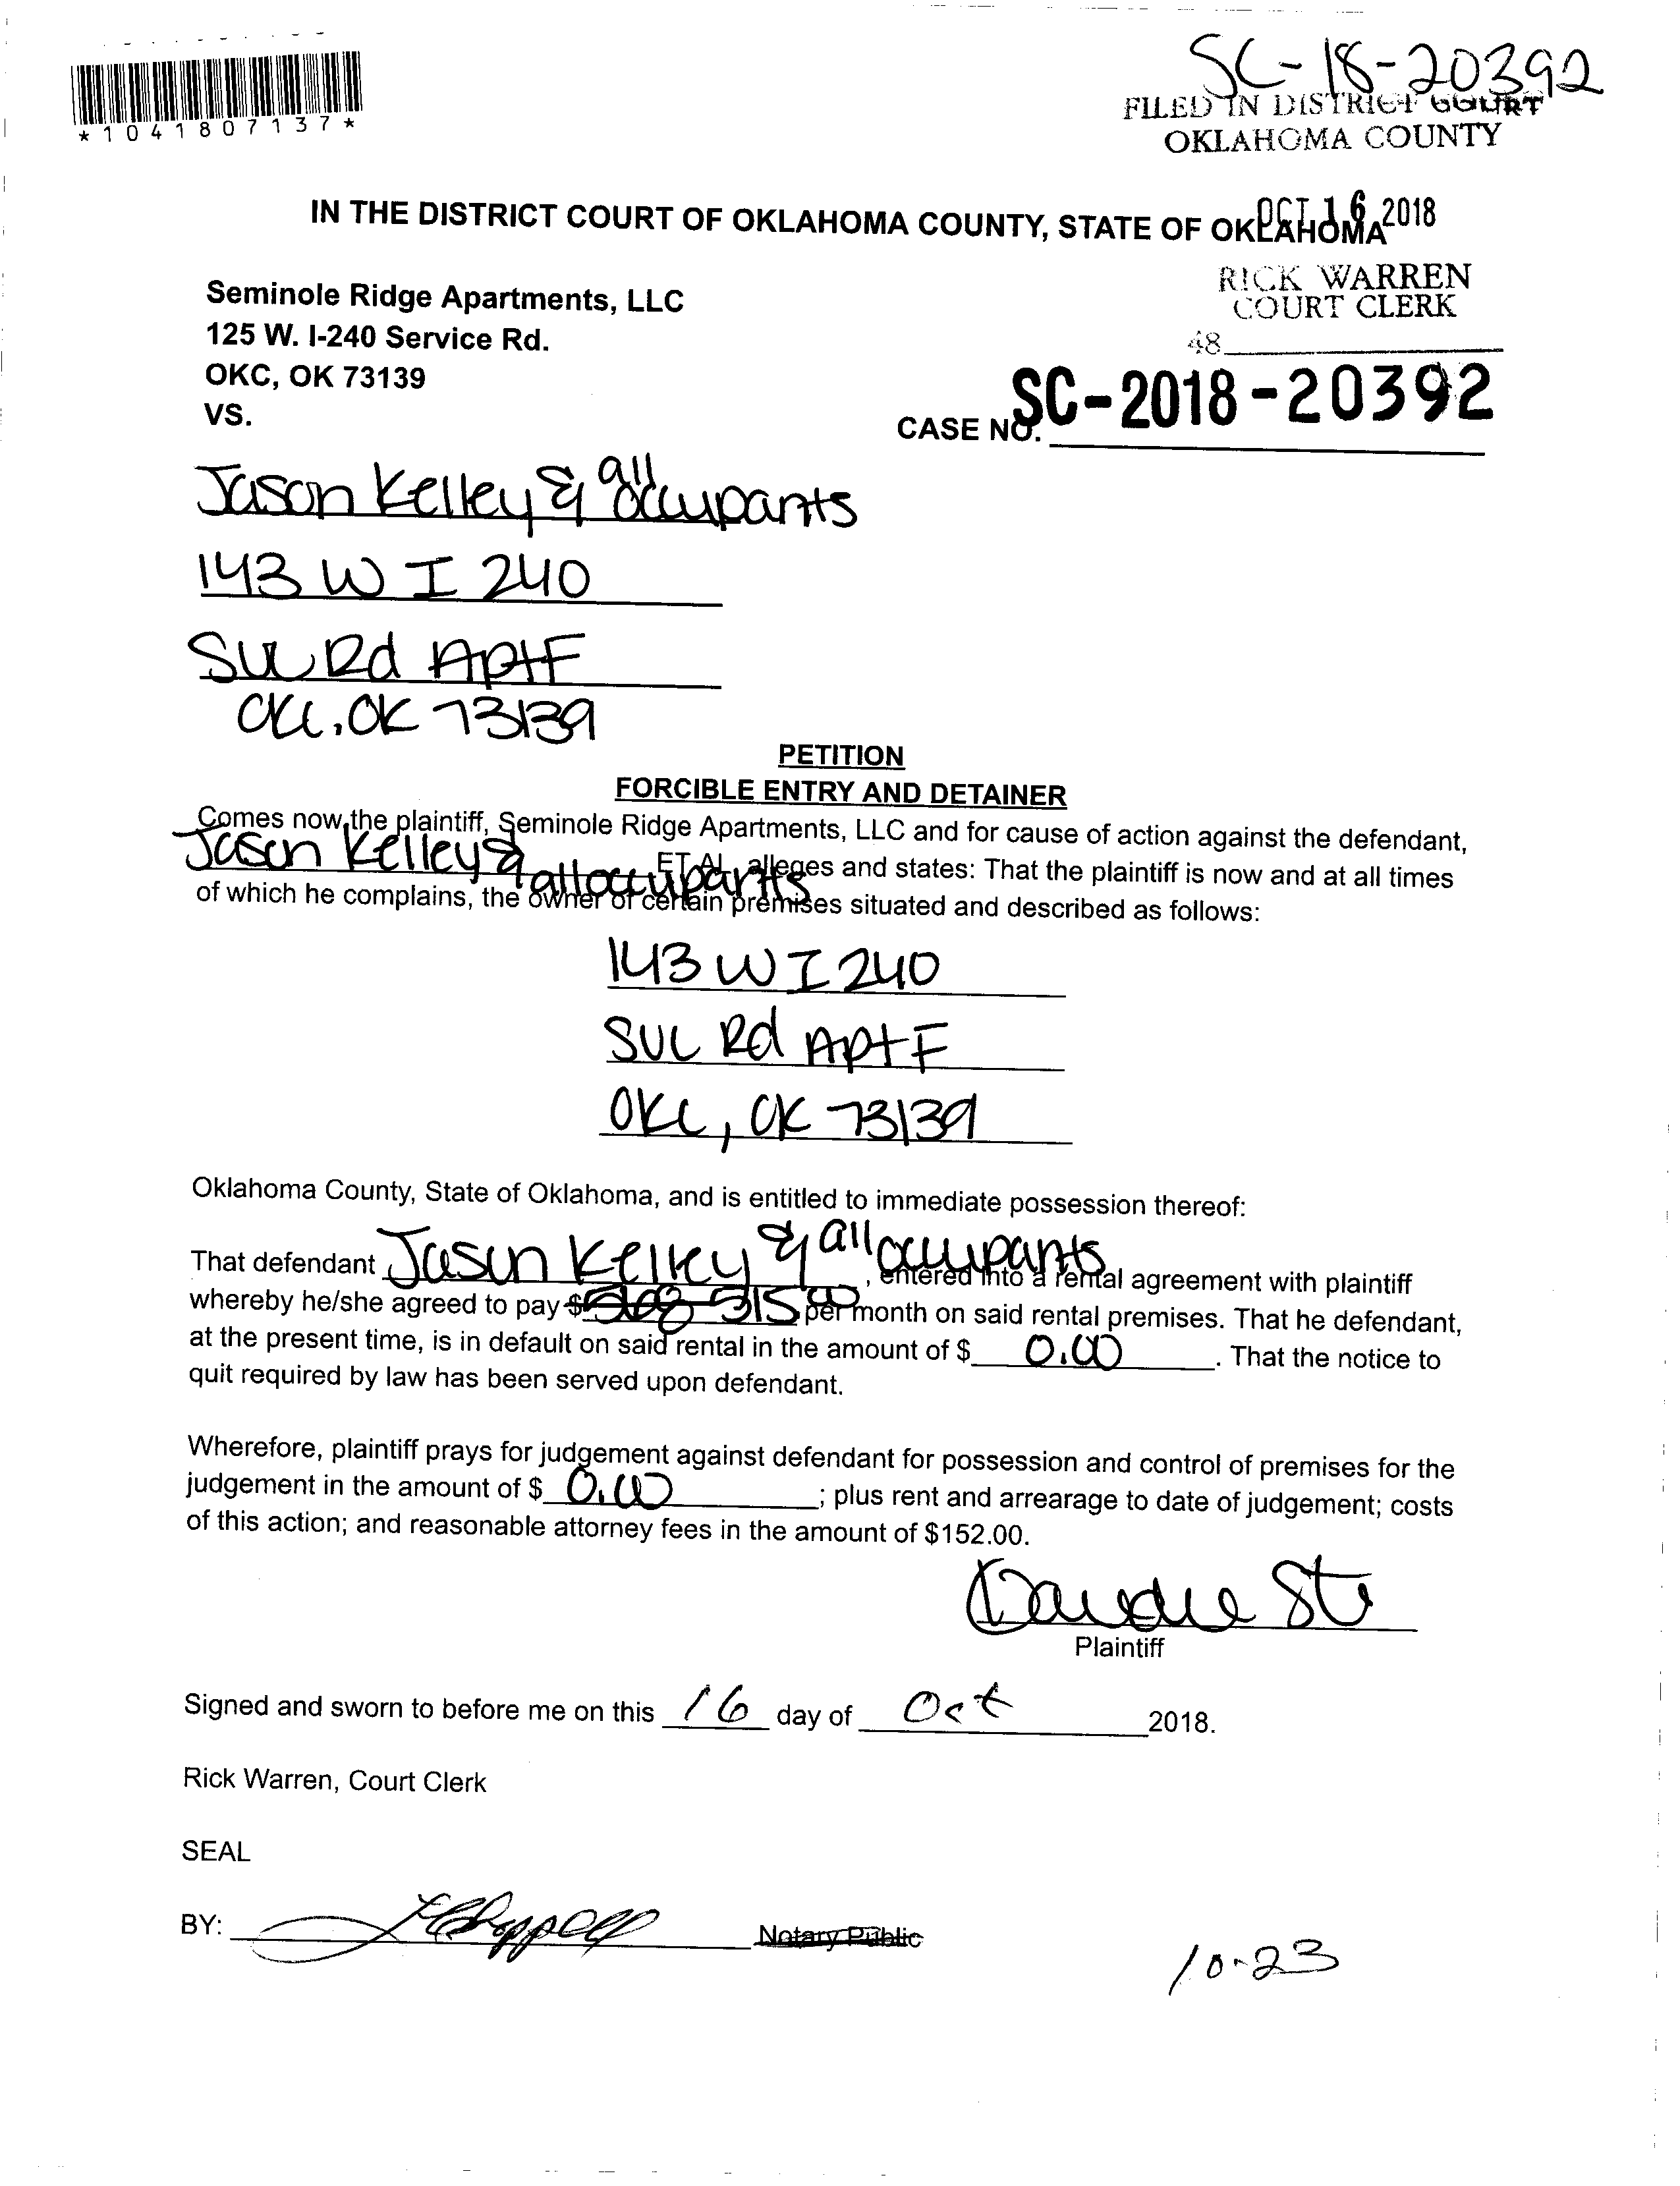 SC-18-20392
*1041807137*
FILED IN DISTRICT COURT
OKLAHOMA COUNTY
OCT 16 2018
IN THE DISTRICT COURT OF OKLAHOMA COUNTY, STATE OF OKLAHOMA
RICK WARREN
COURT CLERK
48
Seminole Ridge Apartments, LLC
125 W. I-240 Service Rd.
OKC, OK 73139
VS.
CASE NO. SC-2018-20392
Jason Kelley & all occupants
143 W I 240
SVC Rd Apt F
OKC, OK 73139
PETITION
FORCIBLE ENTRY AND DETAINER
Comes now, the plaintiff, Seminole Ridge Apartments, LLC and for cause of action against the defendant,
Jason Kelley & all occupants ET AL, alleges and states: That the plaintiff is now and at all times
of which he complains, the owner of certain premises situated and described as follows:
143 W I 240
SVC Rd Apt F
OKC, OK 73139
Oklahoma County, State of Oklahoma, and is entitled to immediate possession thereof:
That defendant Jason Kelley & all occupants, entered into a rental agreement with plaintiff
whereby he/she agreed to pay $ 515.00 per month on said rental premises. That he defendant,
at the present time, is in default on said rental in the amount of $ 0.00. That the notice to
quit required by law has been served upon defendant.
Wherefore, plaintiff prays for judgement against defendant for possession and control of premises for the
judgement in the amount of $ 0.00; plus rent and arrearage to date of judgement; costs
of this action; and reasonable attorney fees in the amount of $152.00.
Plaintiff
Signed and sworn to before me on this 16 day of Oct 2018.
Rick Warren, Court Clerk
SEAL
BY: Notary Public
10-23